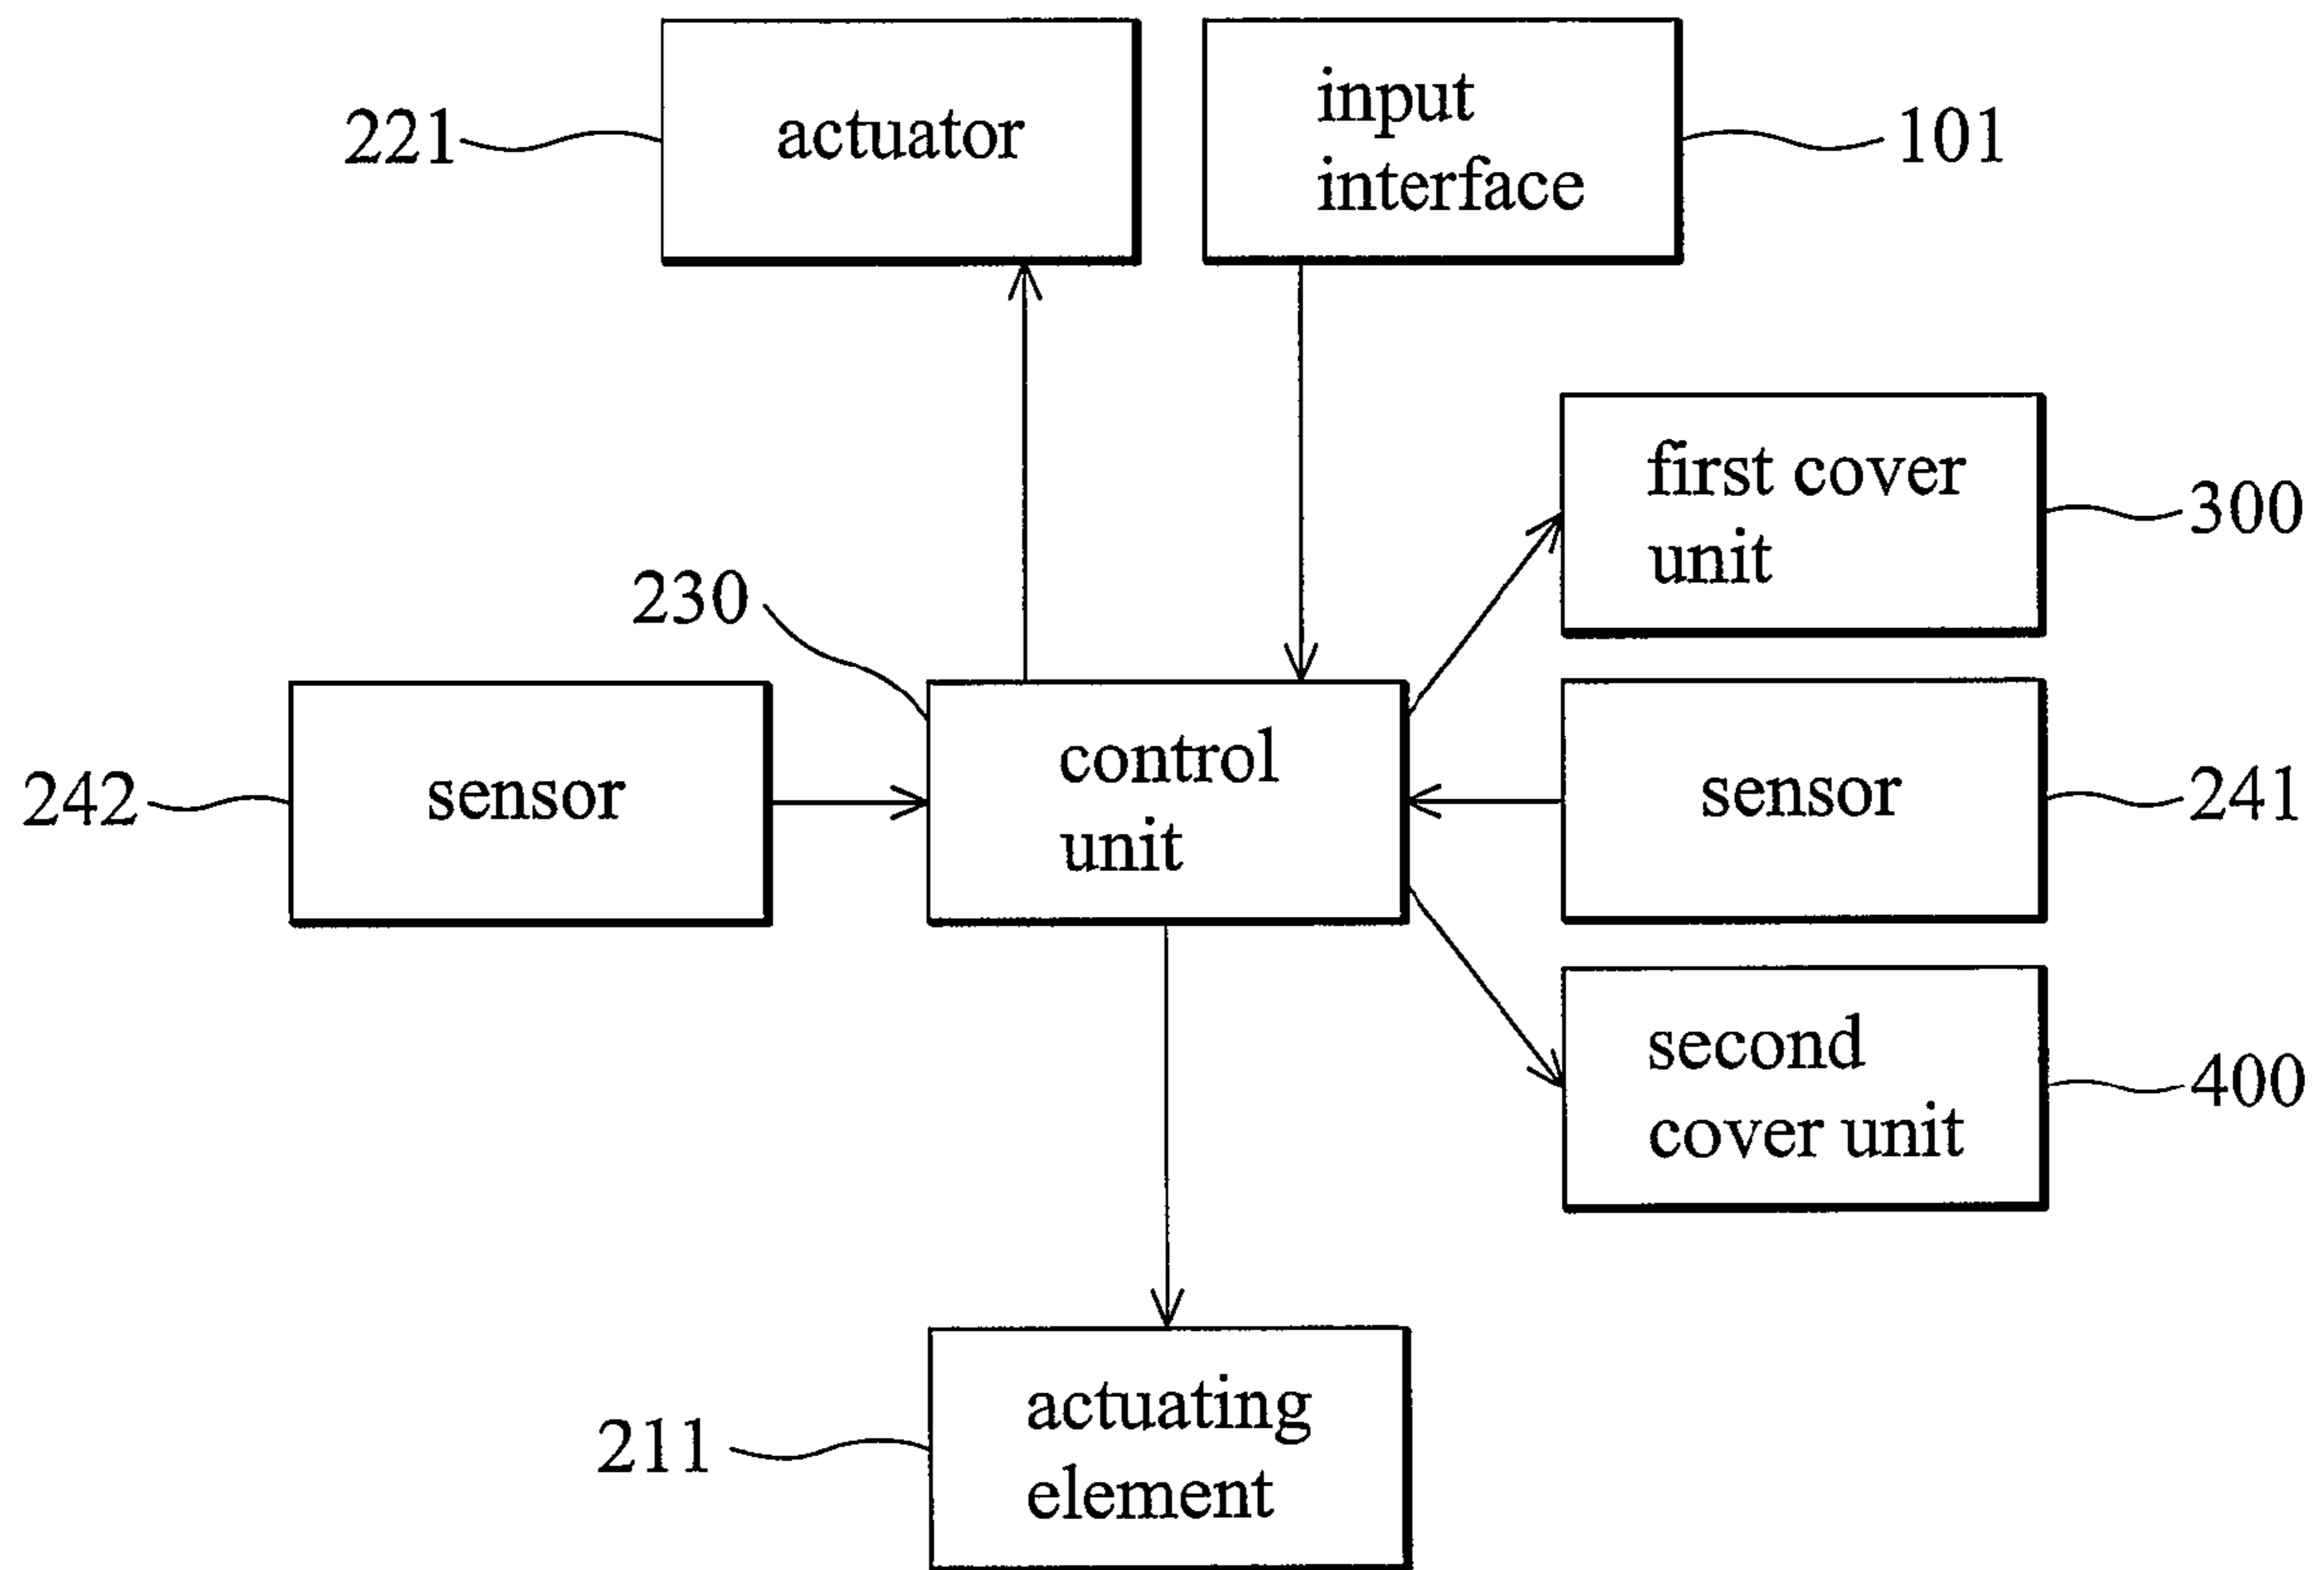 221
actuator
input
interface
101
first cover
unit
300
230
242
sensor
control
unit
sensor
241
second
cover unit
400
211
actuating
element